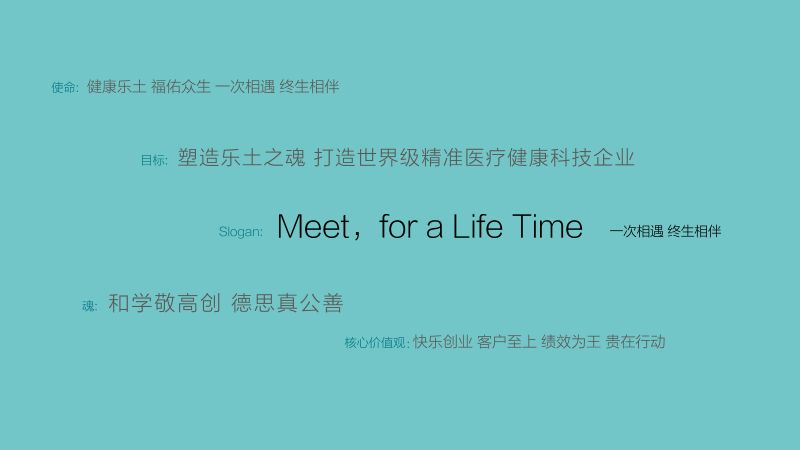 使命: 健康乐土 福佑众生 一次相遇 终生相伴
目标: 塑造乐土之魂 打造世界级精准医疗健康科技企业
Slogan: Meet，for a Life Time 一次相遇 终生相伴
魂: 和学敬高创 德思真公善
核心价值观: 快乐创业 客户至上 绩效为王 贵在行动